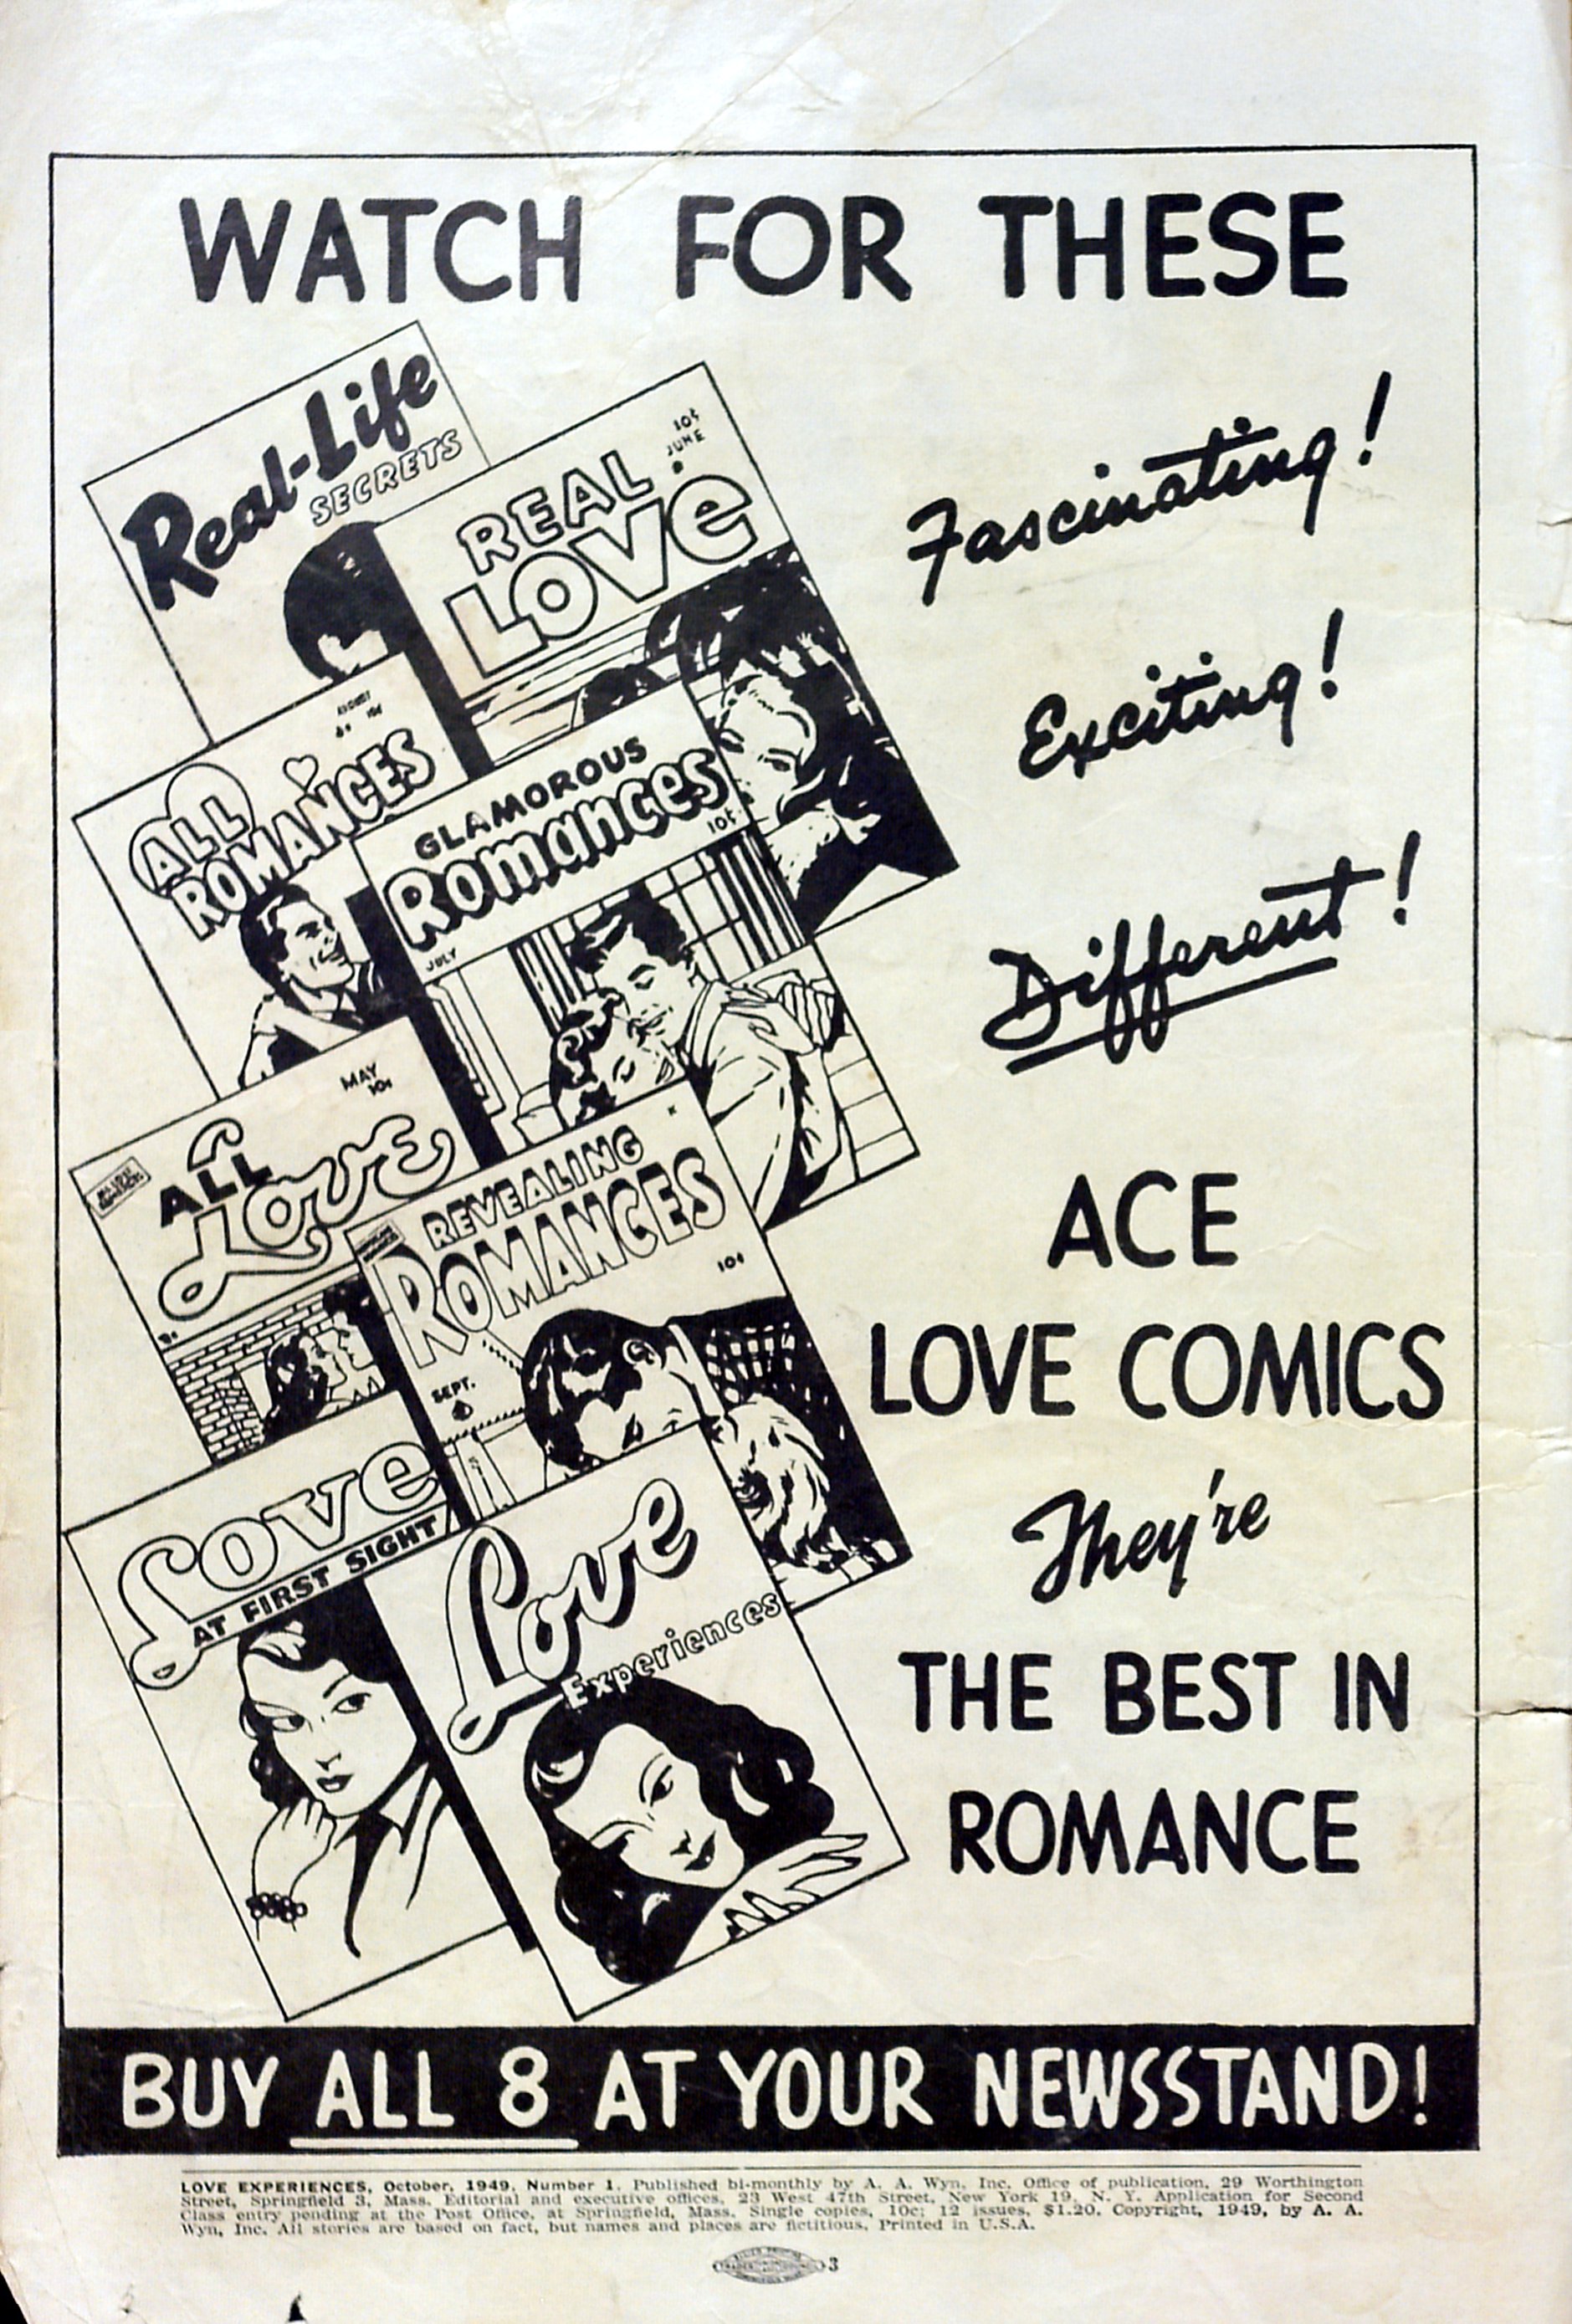 WATCH FOR THESE
Real-Life
SECRETS
10¢
JUNE
REAL
LOVE
Fascinating!
Exciting!
Different!
AUGUST
10¢
ALL
ROMANCES
GLAMOROUS
Romances
10¢
JULY
MAY
10¢
ALL
Love
REVEALING
ROMANCES
10¢
SEPT.
Love
AT FIRST SIGHT
Love
Experiences
ACE
LOVE COMICS
They're
THE BEST IN
ROMANCE
BUY ALL 8 AT YOUR NEWSSTAND!
LOVE EXPERIENCES, October, 1949, Number 1. Published bi-monthly by A. A. Wyn, Inc. Office of publication, 29 Worthington
Street, Springfield 3, Mass. Editorial and executive offices, 23 West 47th Street, New York 19, N. Y. Application for Second
Class entry pending at the Post Office, at Springfield, Mass. Single copies, 10c; 12 issues, $1.20. Copyright, 1949, by A. A.
Wyn, Inc. All stories are based on fact, but names and places are fictitious. Printed in U.S.A.
3